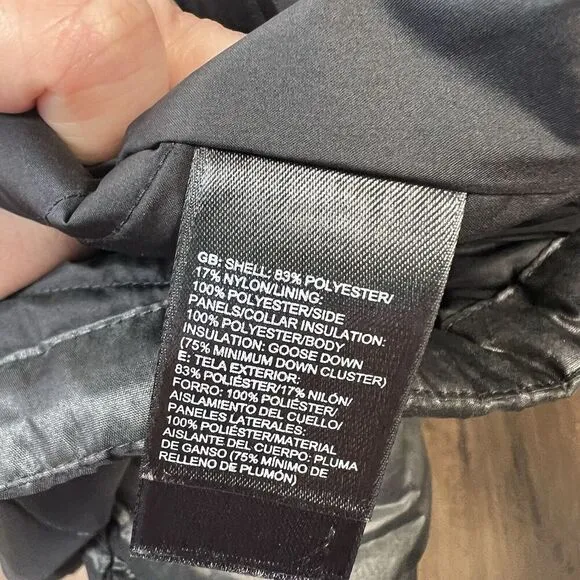 GB: SHELL: 83% POLYESTER/
17% NYLON/LINING:
100% POLYESTER/SIDE
PANELS/COLLAR INSULATION:
100% POLYESTER/BODY
INSULATION: GOOSE DOWN
(75% MINIMUM DOWN CLUSTER)
E: TELA EXTERIOR:
83% POLIÉSTER/17% NILÓN/
FORRO: 100% POLIÉSTER/
AISLAMIENTO DEL CUELLO/
PANELES LATERALES:
100% POLIÉSTER/MATERIAL
AISLANTE DEL CUERPO: PLUMA
DE GANSO (75% MÍNIMO DE
RELLENO DE PLUMÓN)